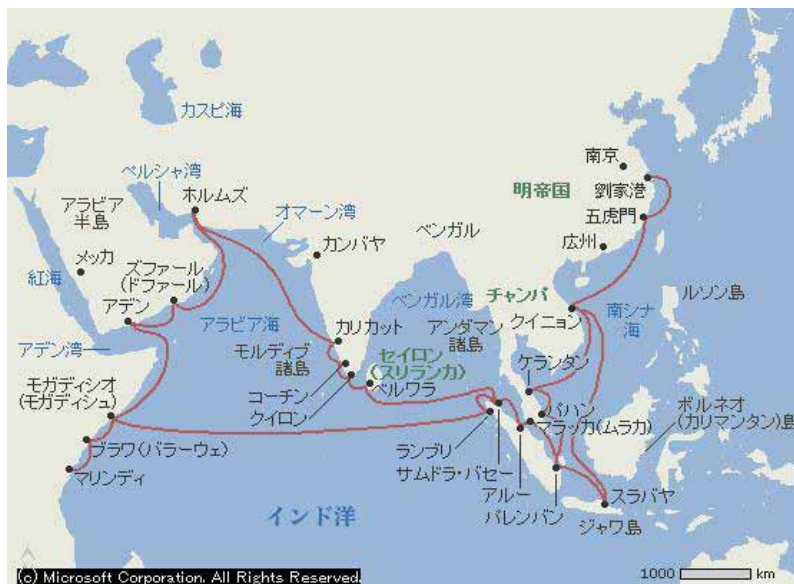 カスピ海
ペルシャ湾
ホルムズ
アラビア
半島
オマーン湾
メッカ
ズファール
(ドファール)
紅海
アデン
アデン湾
アラビア海
カンバヤ
ベンガル
ベンガル湾
南京
明帝国
劉家港
五虎門
広州
チャンパ
クイニョン
南シナ
海
ルソン島
カリカット
アンダマン
諸島
モルディブ
諸島
セイロン
(スリランカ)
コーチン
ベルワラ
クイロン
ケランタン
パハン
マラッカ(ムラカ)
ボルネオ
(カリマンタン)島
モガディシオ
(モガディシュ)
ブラワ(バラーウェ)
マリンディ
ランブリ
サムドラ・パセー
アルー
パレンバン
スラバヤ
ジャワ島
インド洋
(c) Microsoft Corporation. All Rights Reserved.
1000 km